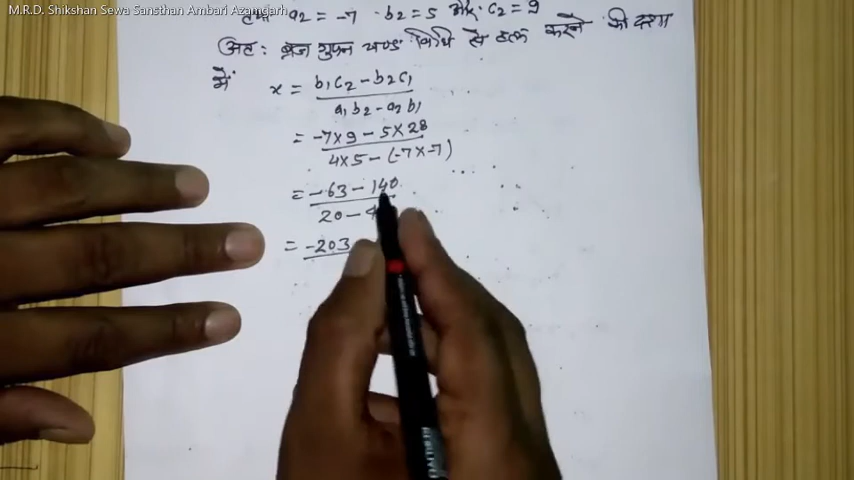 M.R.D. Shikshan Sewa Sansthan Ambari Azamgarh
a2 = -7 b2 = 5 और c2 = 9
अतः ब्रज गुणन खण्ड विधि से हल करने की दशा
में x = b₁c₂ - b₂c₁
a₁b₂ - a₂b₁
= -7×9 - 5×28
4×5 - (-7×-7)
= -63 - 140
20 - 4
= -203